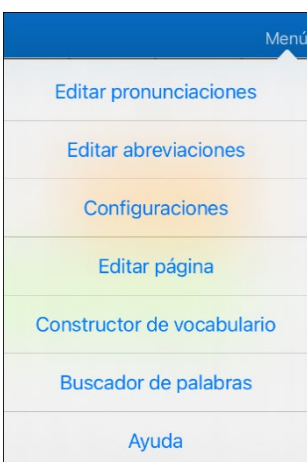 Menú
Editar pronunciaciones
Editar abreviaciones
Configuraciones
Editar página
Constructor de vocabulario
Buscador de palabras
Ayuda